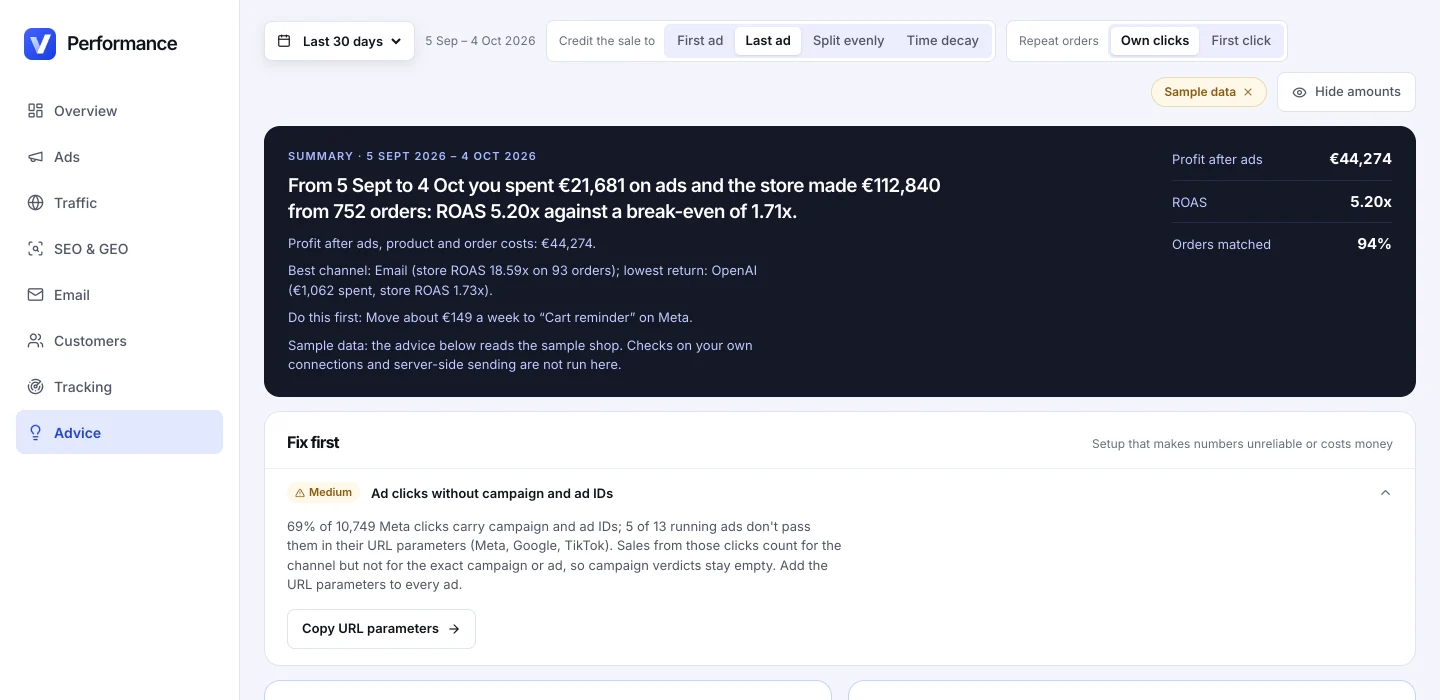 Performance
Overview
Ads
Traffic
SEO & GEO
Email
Customers
Tracking
Advice
Last 30 days
5 Sep – 4 Oct 2026
Credit the sale to
First ad
Last ad
Split evenly
Time decay
Repeat orders
Own clicks
First click
Sample data ×
Hide amounts
SUMMARY · 5 SEPT 2026 – 4 OCT 2026
From 5 Sept to 4 Oct you spent €21,681 on ads and the store made €112,840
from 752 orders: ROAS 5.20x against a break-even of 1.71x.
Profit after ads, product and order costs: €44,274.
Best channel: Email (store ROAS 18.59x on 93 orders); lowest return: OpenAI
(€1,062 spent, store ROAS 1.73x).
Do this first: Move about €149 a week to “Cart reminder” on Meta.
Sample data: the advice below reads the sample shop. Checks on your own
connections and server-side sending are not run here.
Profit after ads €44,274
ROAS 5.20x
Orders matched 94%
Fix first
Setup that makes numbers unreliable or costs money
Medium
Ad clicks without campaign and ad IDs
69% of 10,749 Meta clicks carry campaign and ad IDs; 5 of 13 running ads don't pass
them in their URL parameters (Meta, Google, TikTok). Sales from those clicks count for the
channel but not for the exact campaign or ad, so campaign verdicts stay empty. Add the
URL parameters to every ad.
Copy URL parameters →